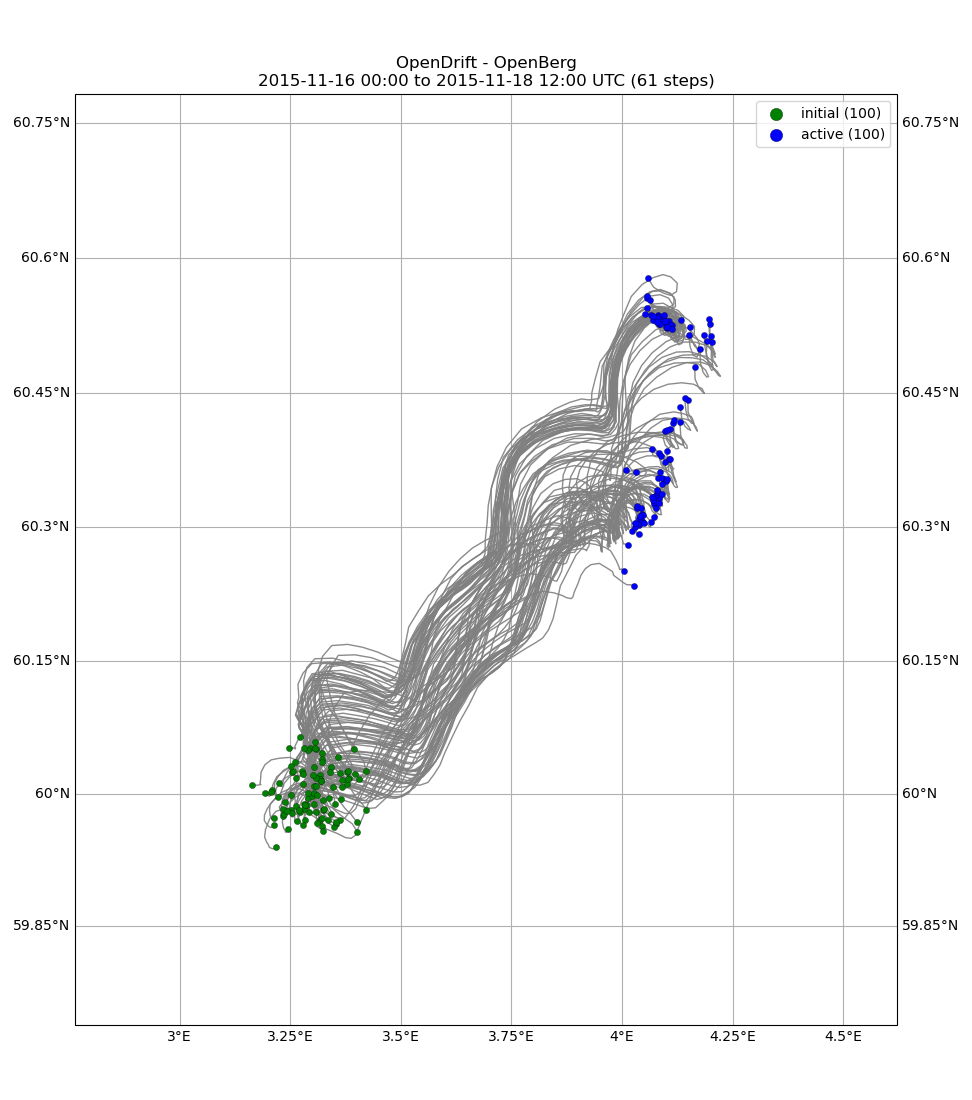 OpenDrift - OpenBerg
2015-11-16 00:00 to 2015-11-18 12:00 UTC (61 steps)
initial (100)
active (100)
60.75°N 60.75°N
60.6°N 60.6°N
60.45°N 60.45°N
60.3°N 60.3°N
60.15°N 60.15°N
60°N 60°N
59.85°N 59.85°N
3°E 3.25°E 3.5°E 3.75°E 4°E 4.25°E 4.5°E